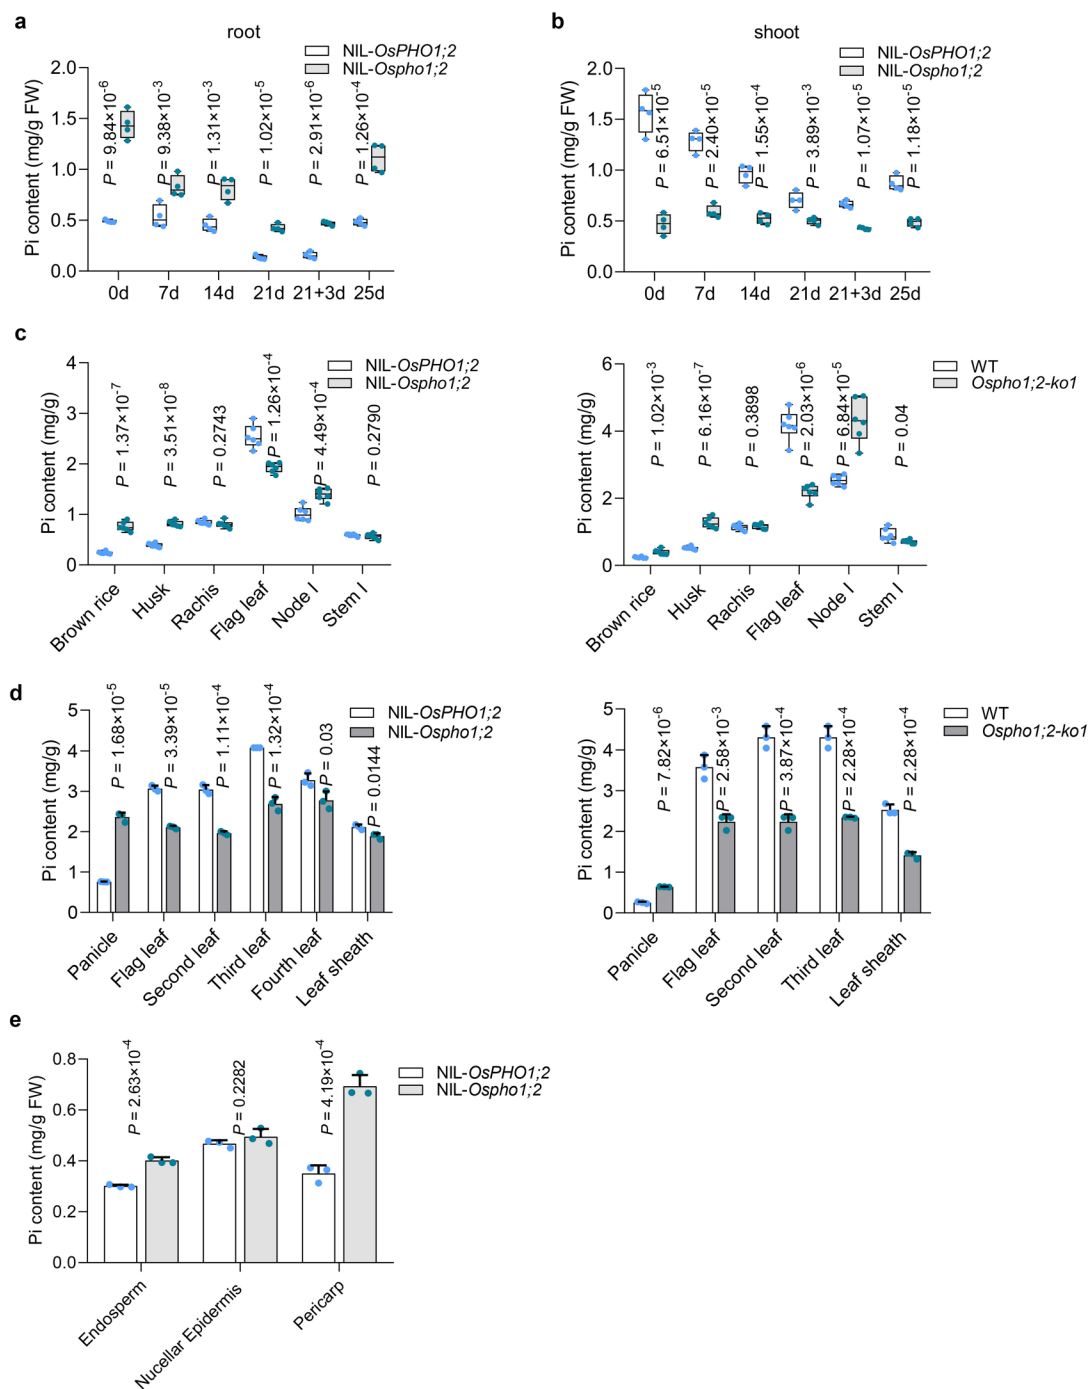 a
root
NIL-OsPHO1;2
NIL-Ospho1;2
Pi content (mg/g FW)
2.0
1.5
1.0
0.5
0.0
P = 9.84×10⁻⁶
P = 9.38×10⁻³
P = 1.31×10⁻³
P = 1.02×10⁻⁵
P = 2.91×10⁻⁶
P = 1.26×10⁻⁴
0d 7d 14d 21d 21+3d 25d
b
shoot
NIL-OsPHO1;2
NIL-Ospho1;2
Pi content (mg/g FW)
2.0
1.5
1.0
0.5
0.0
P = 6.51×10⁻⁵
P = 2.40×10⁻⁵
P = 1.55×10⁻⁴
P = 3.89×10⁻³
P = 1.07×10⁻⁵
P = 1.18×10⁻⁵
0d 7d 14d 21d 21+3d 25d
c
NIL-OsPHO1;2
NIL-Ospho1;2
Pi content (mg/g)
4
3
2
1
0
P = 1.37×10⁻⁷
P = 3.51×10⁻⁸
P = 0.2743
P = 1.26×10⁻⁴
P = 4.49×10⁻⁴
P = 0.2790
Brown rice
Husk
Rachis
Flag leaf
Node I
Stem I
WT
Ospho1;2-ko1
Pi content (mg/g)
6
4
2
0
P = 1.02×10⁻³
P = 6.16×10⁻⁷
P = 0.3898
P = 2.03×10⁻⁶
P = 6.84×10⁻⁵
P = 0.04
Brown rice
Husk
Rachis
Flag leaf
Node I
Stem I
d
NIL-OsPHO1;2
NIL-Ospho1;2
Pi content (mg/g)
5
4
3
2
1
0
P = 1.68×10⁻⁵
P = 3.39×10⁻⁵
P = 1.11×10⁻⁴
P = 1.32×10⁻⁴
P = 0.03
P = 0.0144
Panicle
Flag leaf
Second leaf
Third leaf
Fourth leaf
Leaf sheath
WT
Ospho1;2-ko1
Pi content (mg/g)
5
4
3
2
1
0
P = 7.82×10⁻⁶
P = 2.58×10⁻³
P = 3.87×10⁻⁴
P = 2.28×10⁻⁴
P = 2.28×10⁻⁴
Panicle
Flag leaf
Second leaf
Third leaf
Leaf sheath
e
NIL-OsPHO1;2
NIL-Ospho1;2
Pi content (mg/g FW)
0.8
0.6
0.4
0.2
0.0
P = 2.63×10⁻⁴
P = 0.2282
P = 4.19×10⁻⁴
Endosperm
Nucellar Epidermis
Pericarp